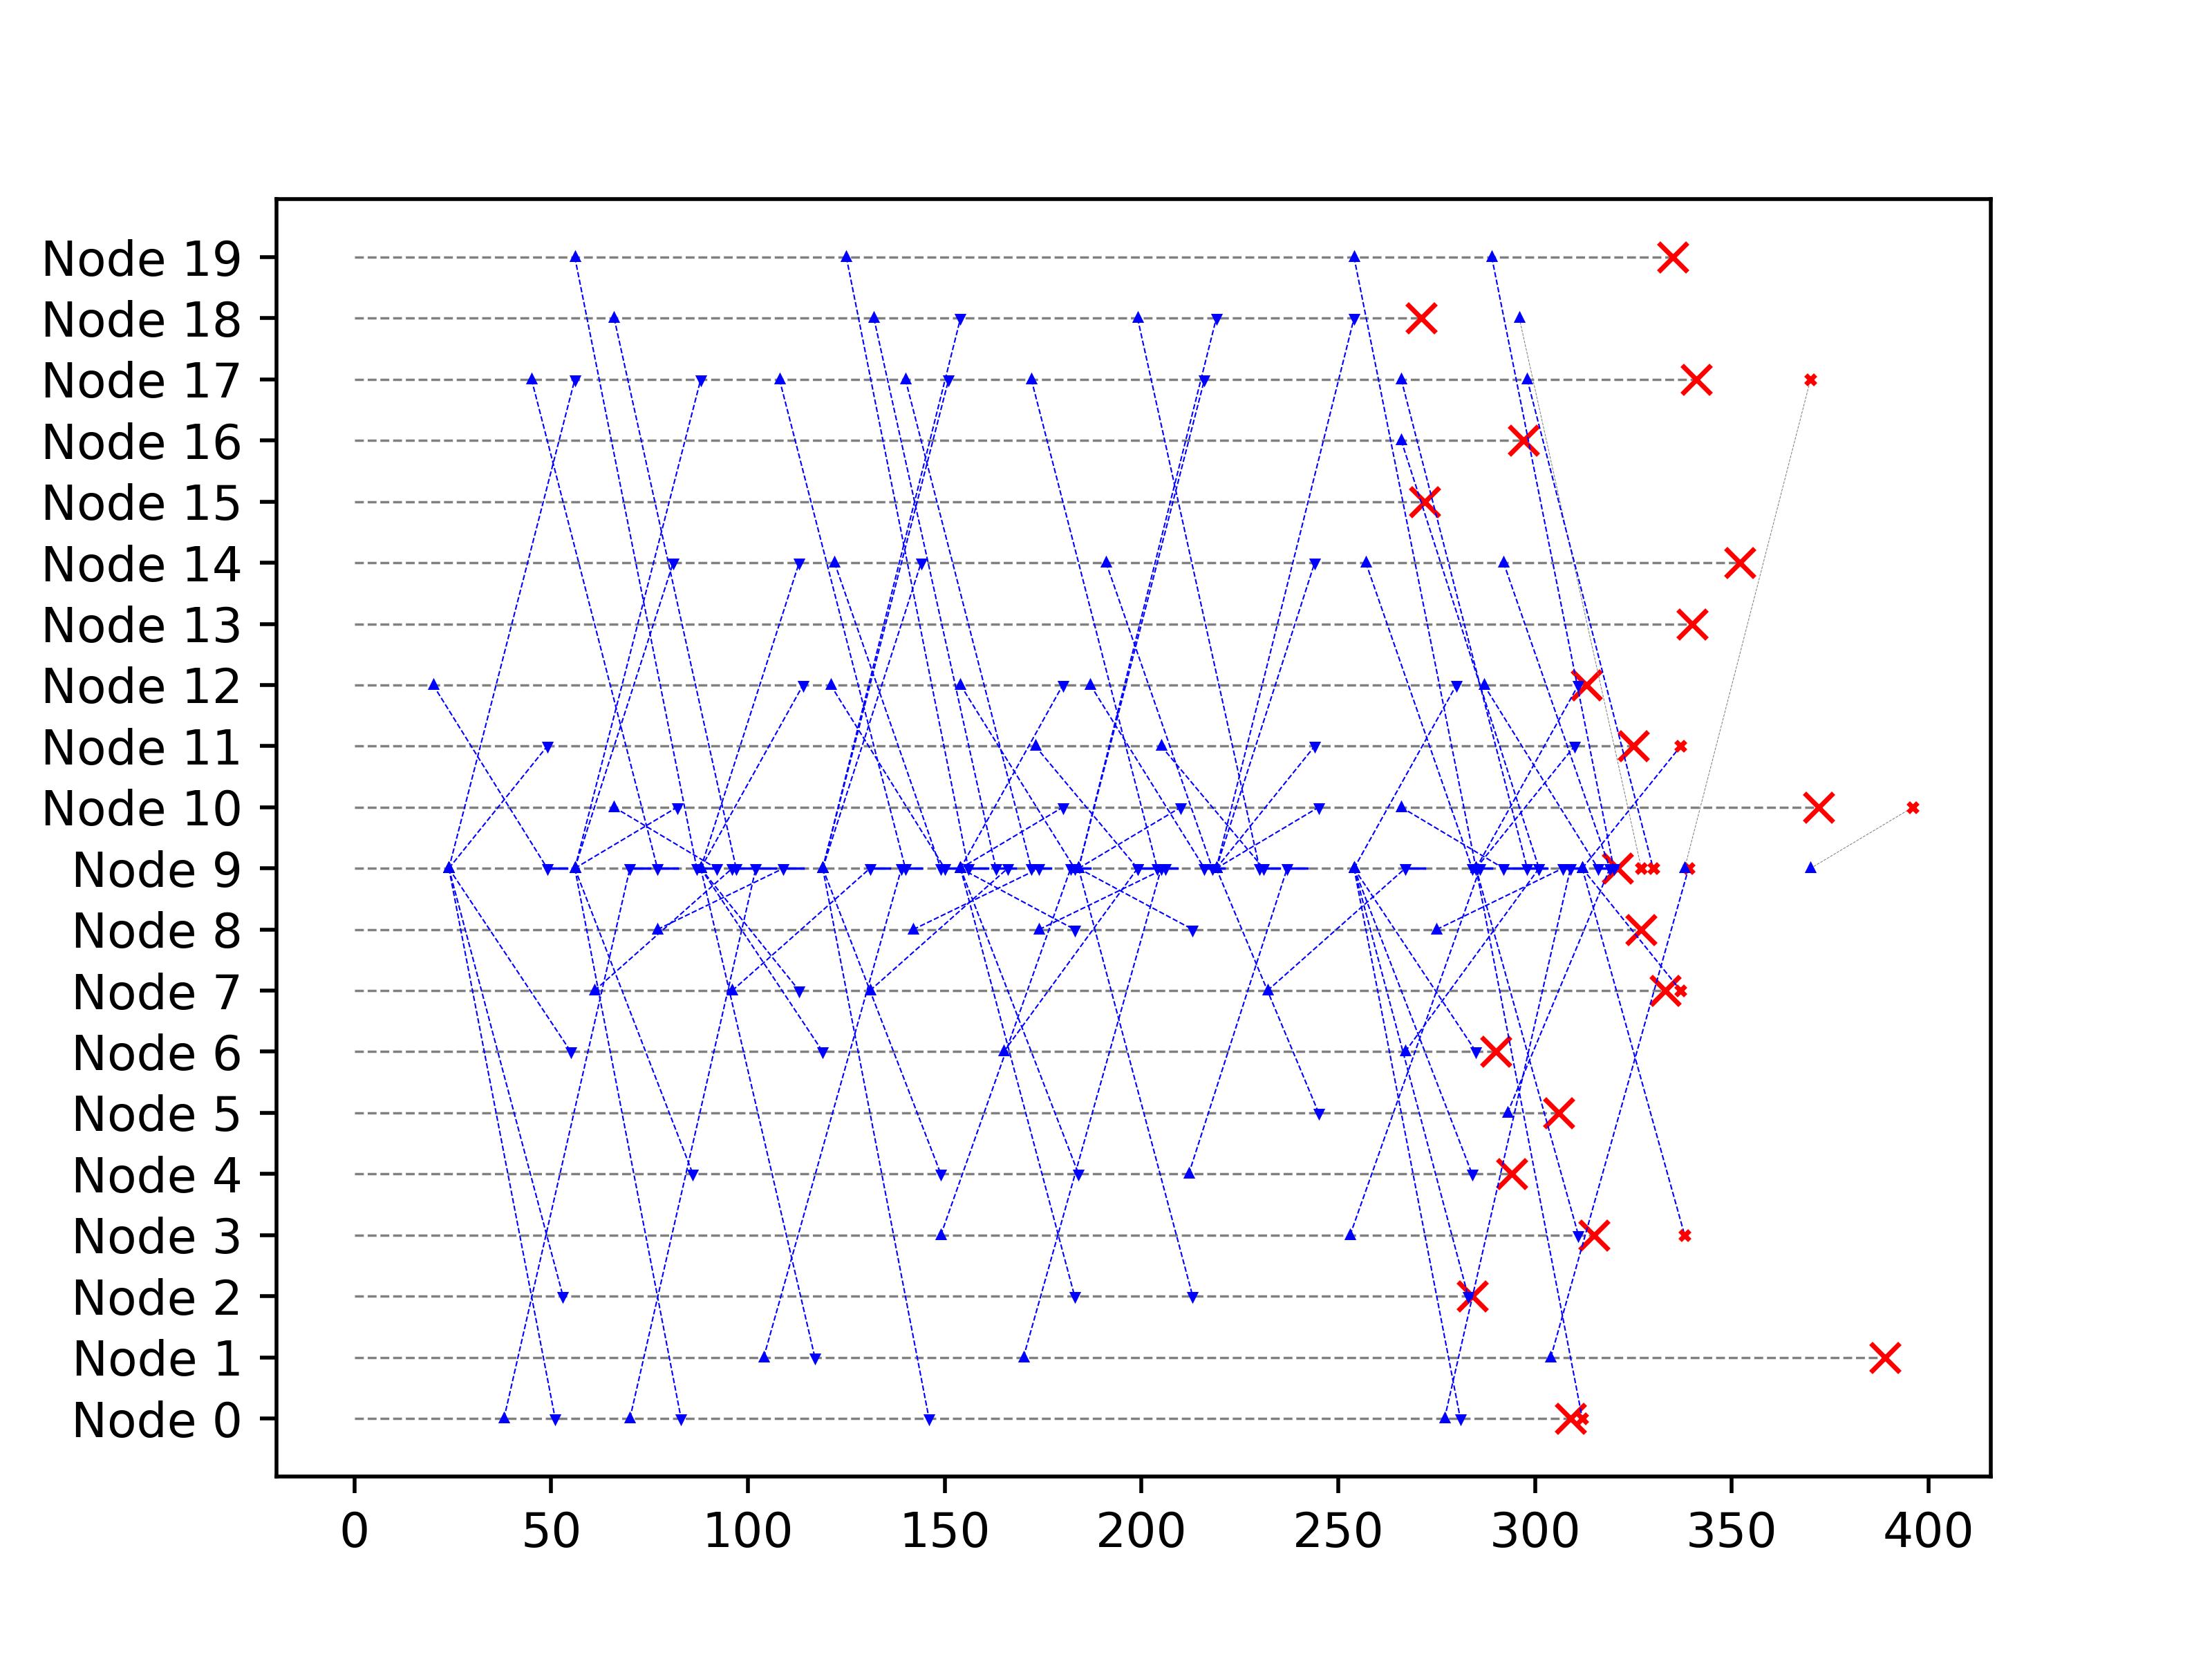 Node 19
Node 18
Node 17
Node 16
Node 15
Node 14
Node 13
Node 12
Node 11
Node 10
Node 9
Node 8
Node 7
Node 6
Node 5
Node 4
Node 3
Node 2
Node 1
Node 0
0 50 100 150 200 250 300 350 400